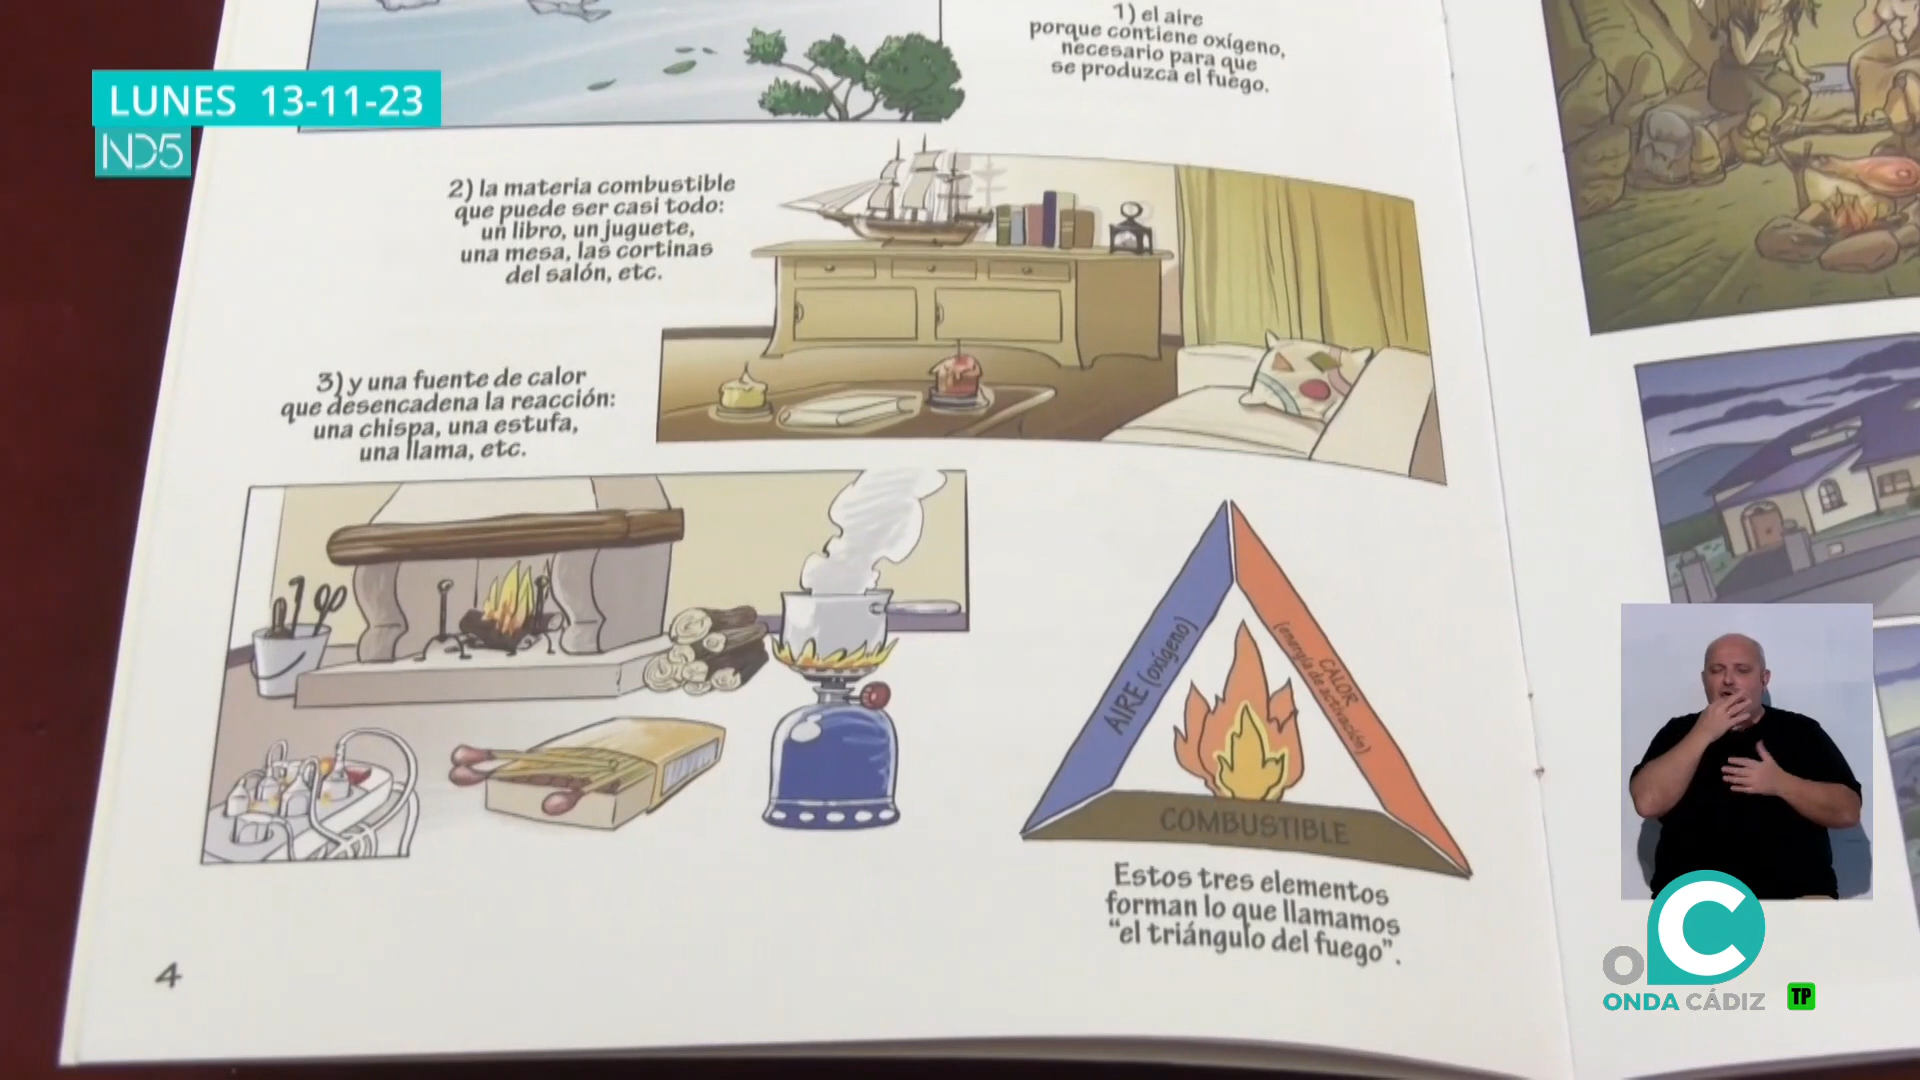 LUNES 13-11-23
ND5
1) el aire
porque contiene oxígeno,
necesario para que
se produzca el fuego.
2) la materia combustible
que puede ser casi todo:
un libro, un juguete,
una mesa, las cortinas
del salón, etc.
3) y una fuente de calor
que desencadena la reacción:
una chispa, una estufa,
una llama, etc.
AIRE (oxígeno)
CALOR
(energía de activación)
COMBUSTIBLE
Estos tres elementos
forman lo que llamamos
“el triángulo del fuego”.
4
OC
ONDA CÁDIZ
TP